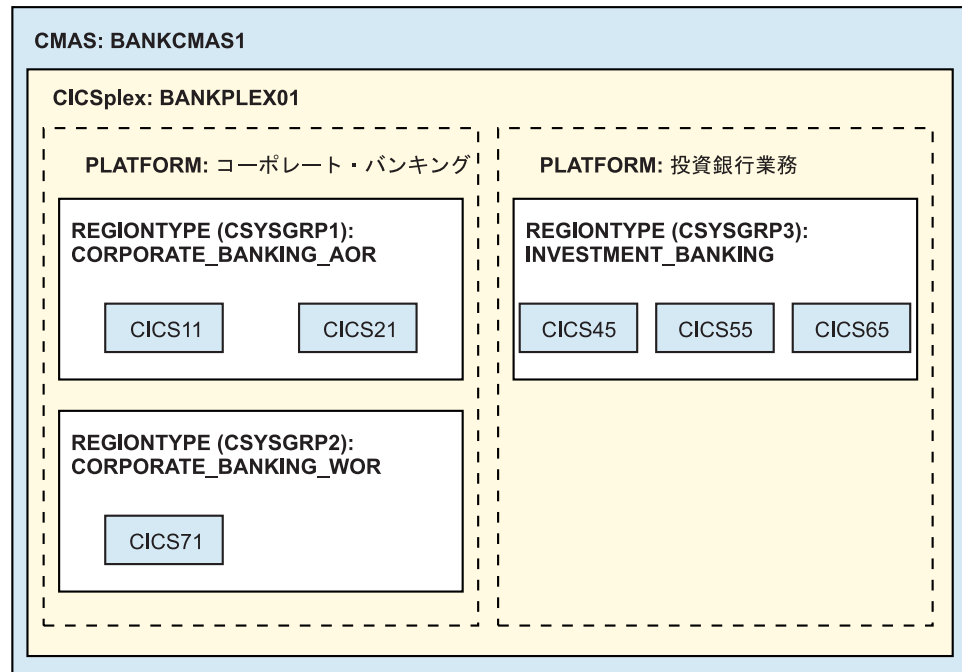 CMAS: BANKCMAS1
CICSplex: BANKPLEX01
PLATFORM: コーポレート・バンキング
REGIONTYPE (CSYSGRP1):
CORPORATE_BANKING_AOR
CICS11
CICS21
REGIONTYPE (CSYSGRP2):
CORPORATE_BANKING_WOR
CICS71
PLATFORM: 投資銀行業務
REGIONTYPE (CSYSGRP3):
INVESTMENT_BANKING
CICS45
CICS55
CICS65